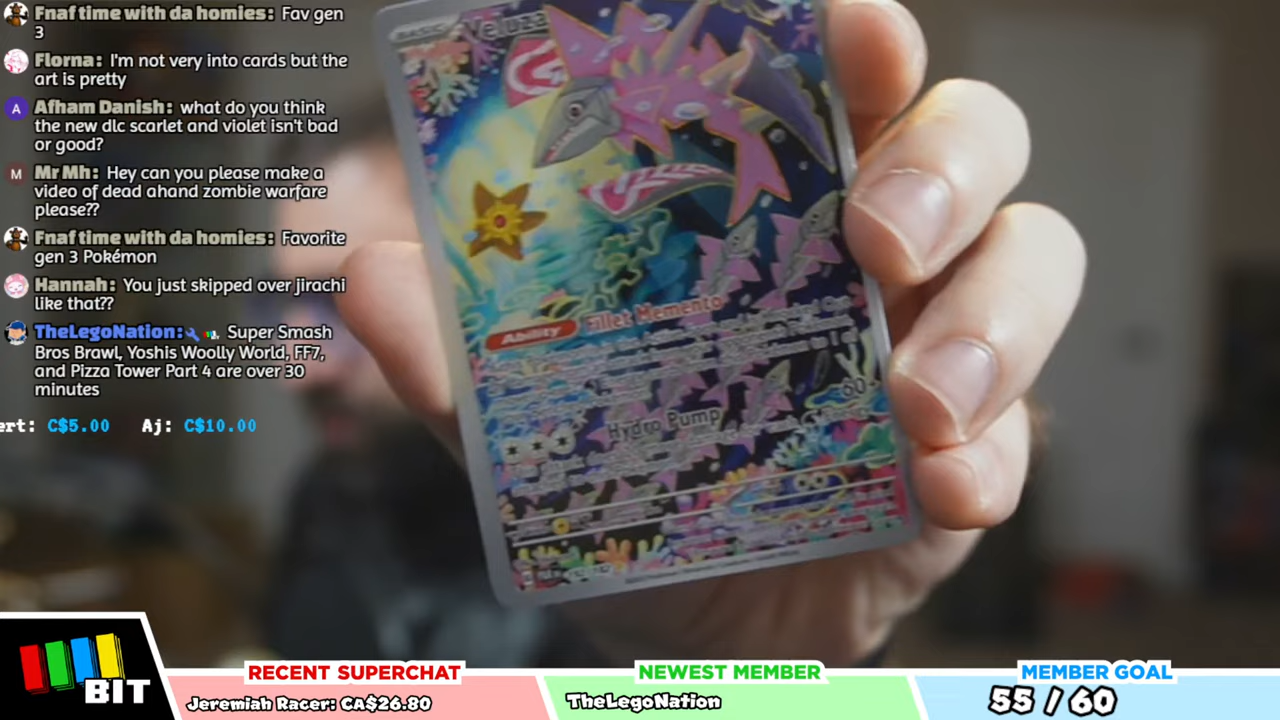 Fnaf time with da homies: Fav gen
3
Florna: I'm not very into cards but the
art is pretty
Afham Danish: what do you think
the new dlc scarlet and violet isn't bad
or good?
Mr Mh: Hey can you please make a
video of dead ahand zombie warfare
please??
Fnaf time with da homies: Favorite
gen 3 Pokémon
Hannah: You just skipped over jirachi
like that??
TheLegoNation: Super Smash
Bros Brawl, Yoshis Woolly World, FF7,
and Pizza Tower Part 4 are over 30
minutes
ert: C$5.00 Aj: C$10.00
BASIC Veluza
Ability Fillet Memento
60
Hydro Pump
BIT
RECENT SUPERCHAT
Jeremiah Racer: CA$26.80
NEWEST MEMBER
TheLegoNation
MEMBER GOAL
55 / 60